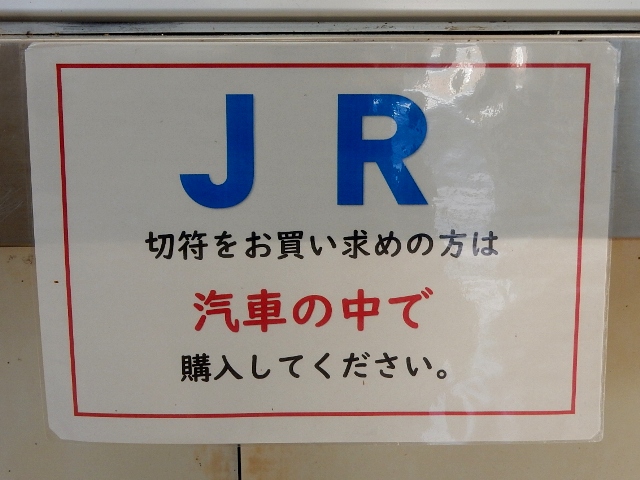 JR
切符をお買い求めの方は
汽車の中で
購入してください。